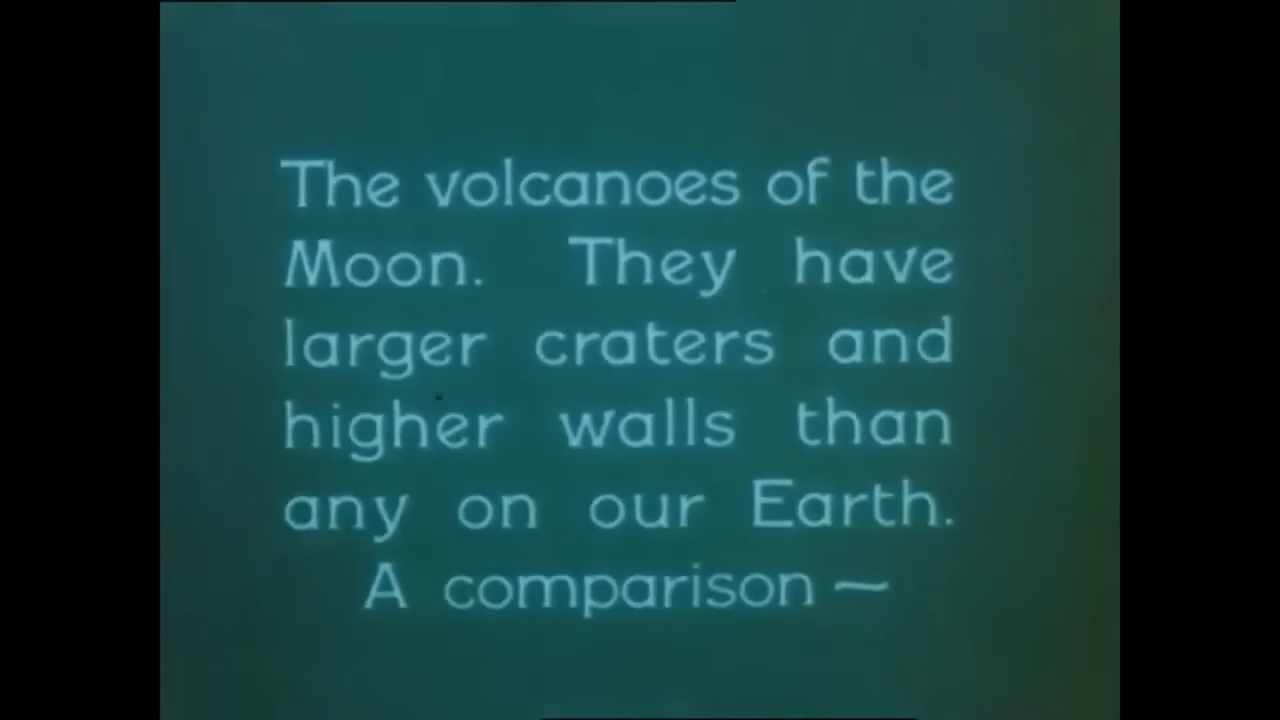 The volcanoes of the
Moon. They have
larger craters and
higher walls than
any on our Earth.
A comparison —